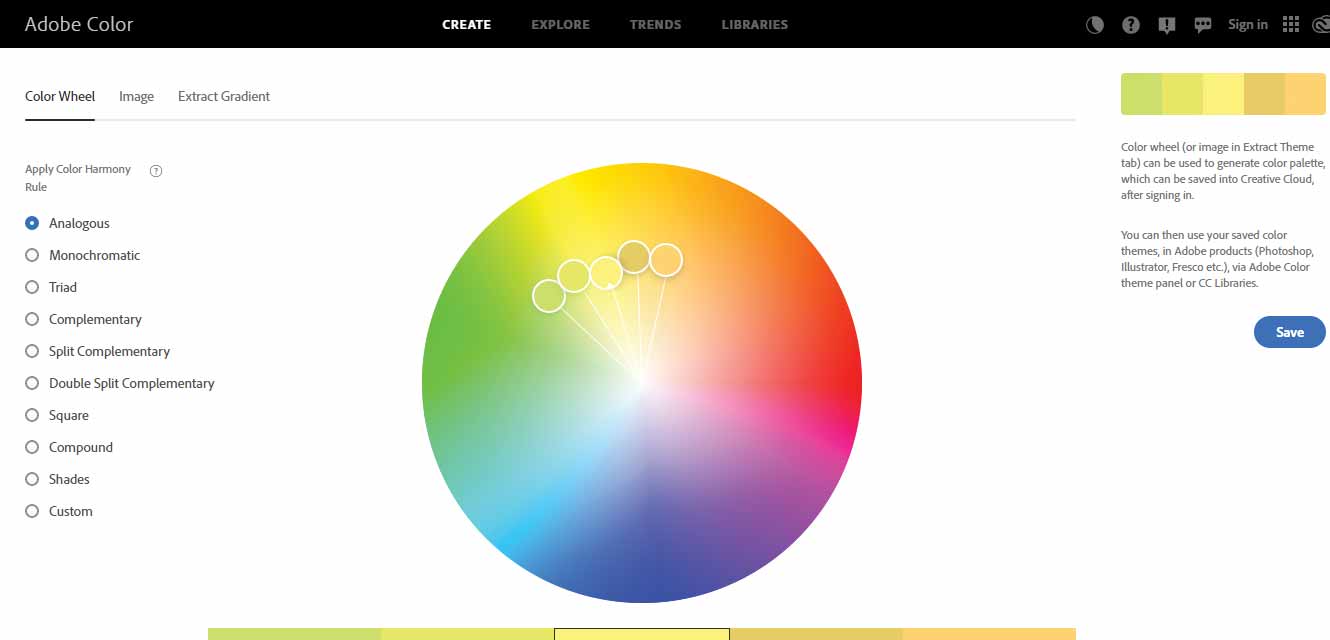 Adobe Color
CREATE EXPLORE TRENDS LIBRARIES
Sign in
Color Wheel Image Extract Gradient
Apply Color Harmony
Rule
?
Analogous
Monochromatic
Triad
Complementary
Split Complementary
Double Split Complementary
Square
Compound
Shades
Custom
Color wheel (or image in Extract Theme
tab) can be used to generate color palette,
which can be saved into Creative Cloud,
after signing in.
You can then use your saved color
themes, in Adobe products (Photoshop,
Illustrator, Fresco etc.), via Adobe Color
theme panel or CC Libraries.
Save